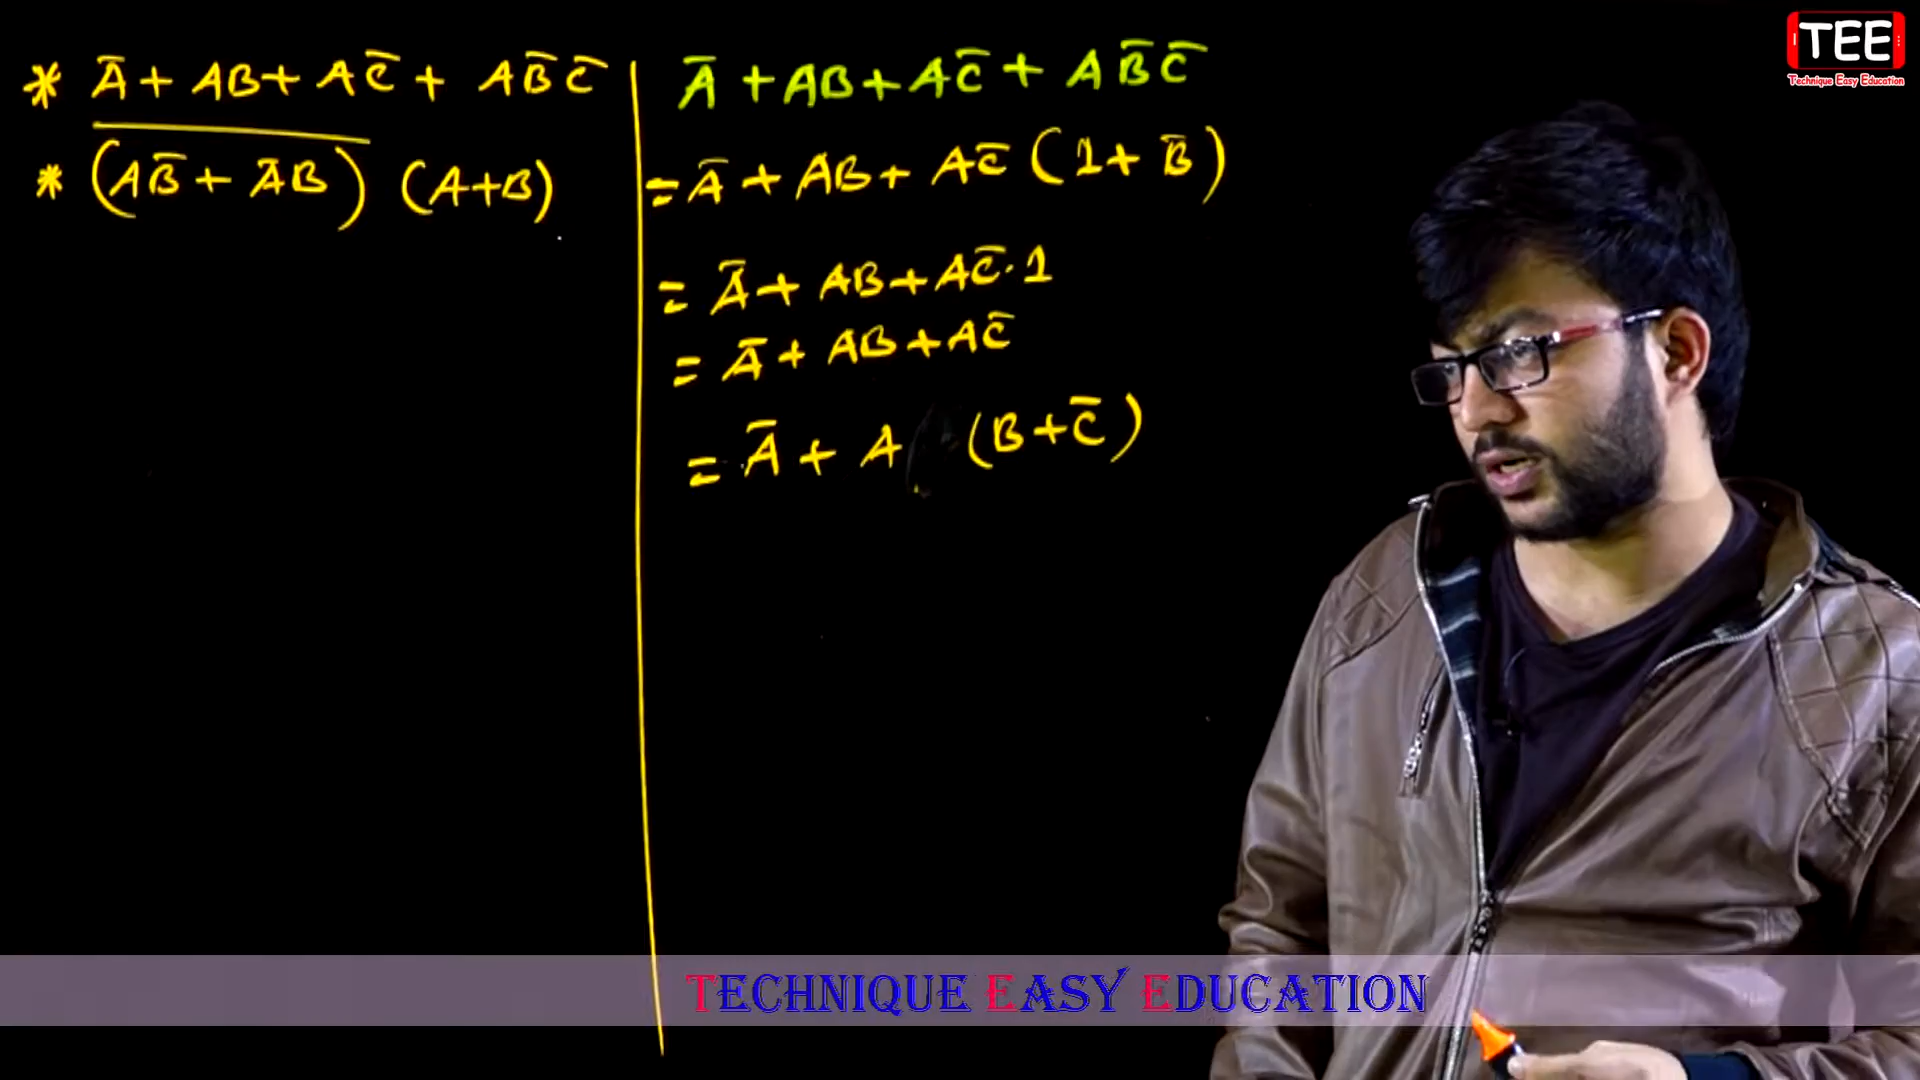 * A̅ + AB + AC̅ + AB̅C̅
* \overline{(AB̅ + A̅B)} (A+B)
A̅ + AB + AC̅ + AB̅C̅
= A̅ + AB + AC̅ (1 + B̅)
= A̅ + AB + AC̅ · 1
= A̅ + AB + AC̅
= A̅ + A (B + C̅)
TEE
Technique Easy Education
TECHNIQUE EASY EDUCATION